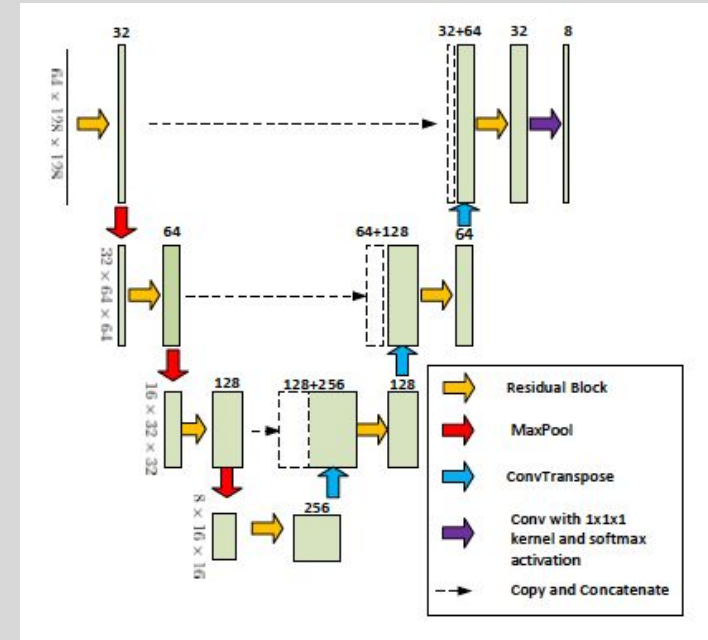 32
32+64
32
8
64 × 128 × 128
64
64+128
64
32 × 64 × 64
128
128+256
128
16 × 32 × 32
256
8 × 16 × 16
Residual Block
MaxPool
ConvTranspose
Conv with 1x1x1
kernel and softmax
activation
Copy and Concatenate